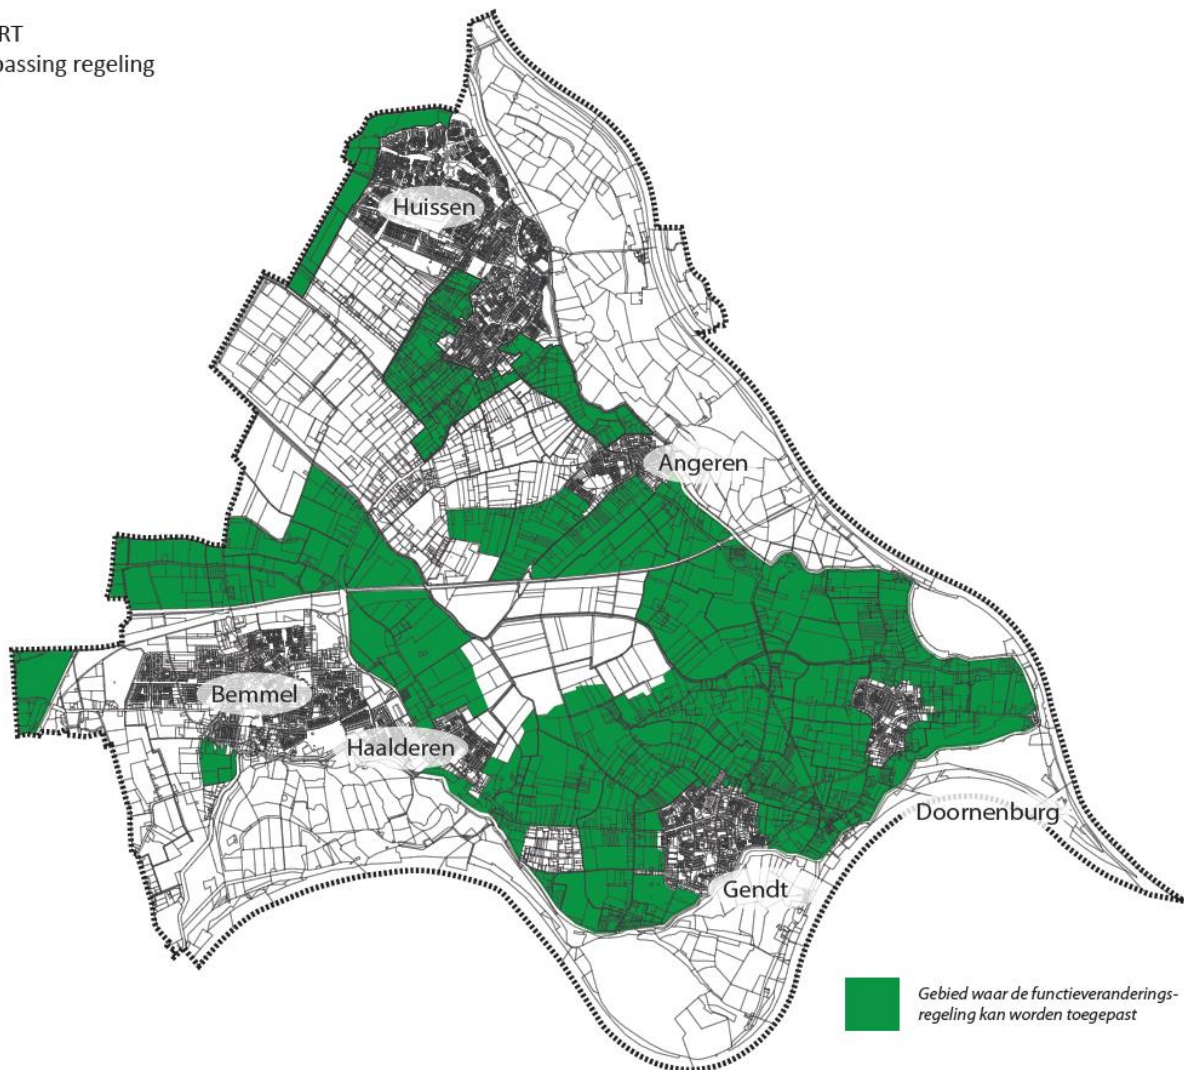 RT
passing regeling
Huissen
Angeren
Bemmel
Haalderen
Doornenburg
Gendt
Gebied waar de functieveranderings-
regeling kan worden toegepast